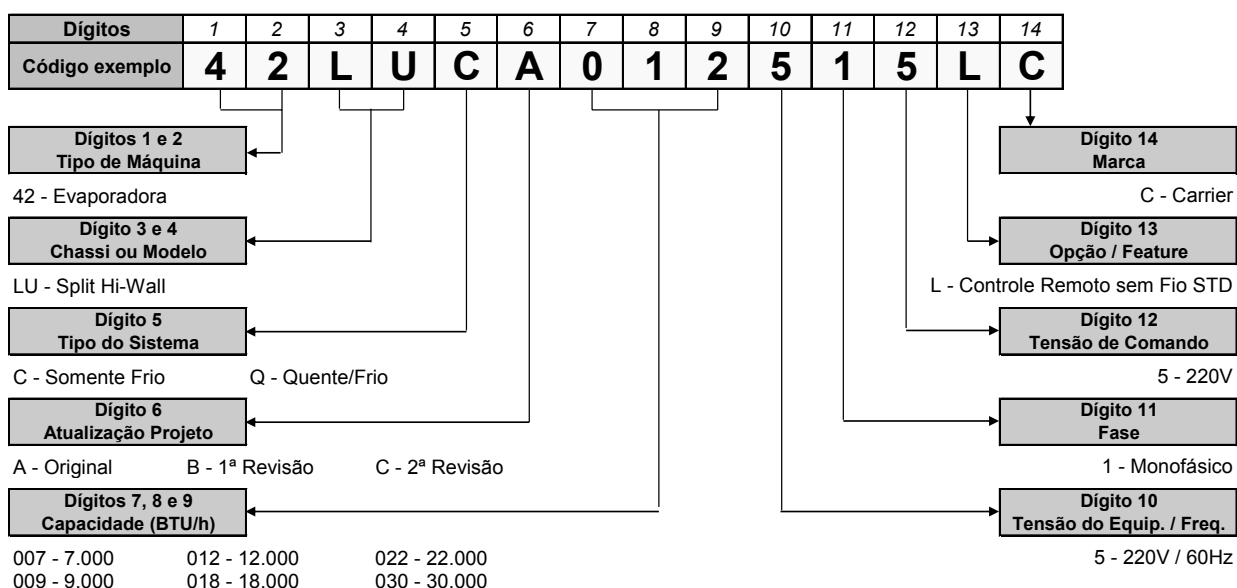 Dígitos 1 2 3 4 5 6 7 8 9 10 11 12 13 14
Código exemplo 4 2 L U C A 0 1 2 5 1 5 L C
Dígitos 1 e 2
Tipo de Máquina
42 - Evaporadora
Dígito 3 e 4
Chassi ou Modelo
LU - Split Hi-Wall
Dígito 5
Tipo do Sistema
C - Somente Frio Q - Quente/Frio
Dígito 6
Atualização Projeto
A - Original B - 1ª Revisão C - 2ª Revisão
Dígitos 7, 8 e 9
Capacidade (BTU/h)
007 - 7.000 012 - 12.000 022 - 22.000
009 - 9.000 018 - 18.000 030 - 30.000
Dígito 14
Marca
C - Carrier
Dígito 13
Opção / Feature
L - Controle Remoto sem Fio STD
Dígito 12
Tensão de Comando
5 - 220V
Dígito 11
Fase
1 - Monofásico
Dígito 10
Tensão do Equip. / Freq.
5 - 220V / 60Hz